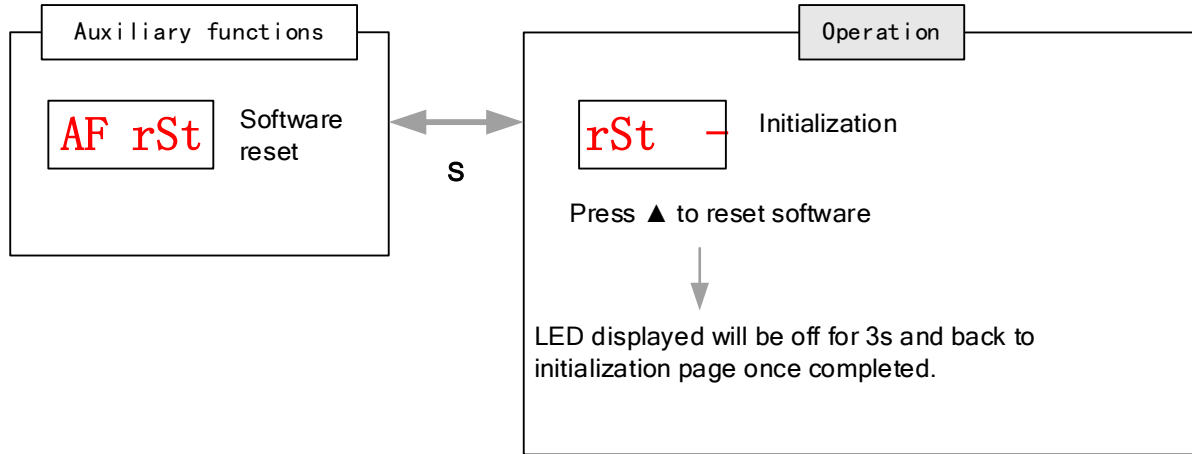 Auxiliary functions
AF rSt
Software
reset
S
Operation
rSt -
Initialization
Press ▲ to reset software
LED displayed will be off for 3s and back to
initialization page once completed.